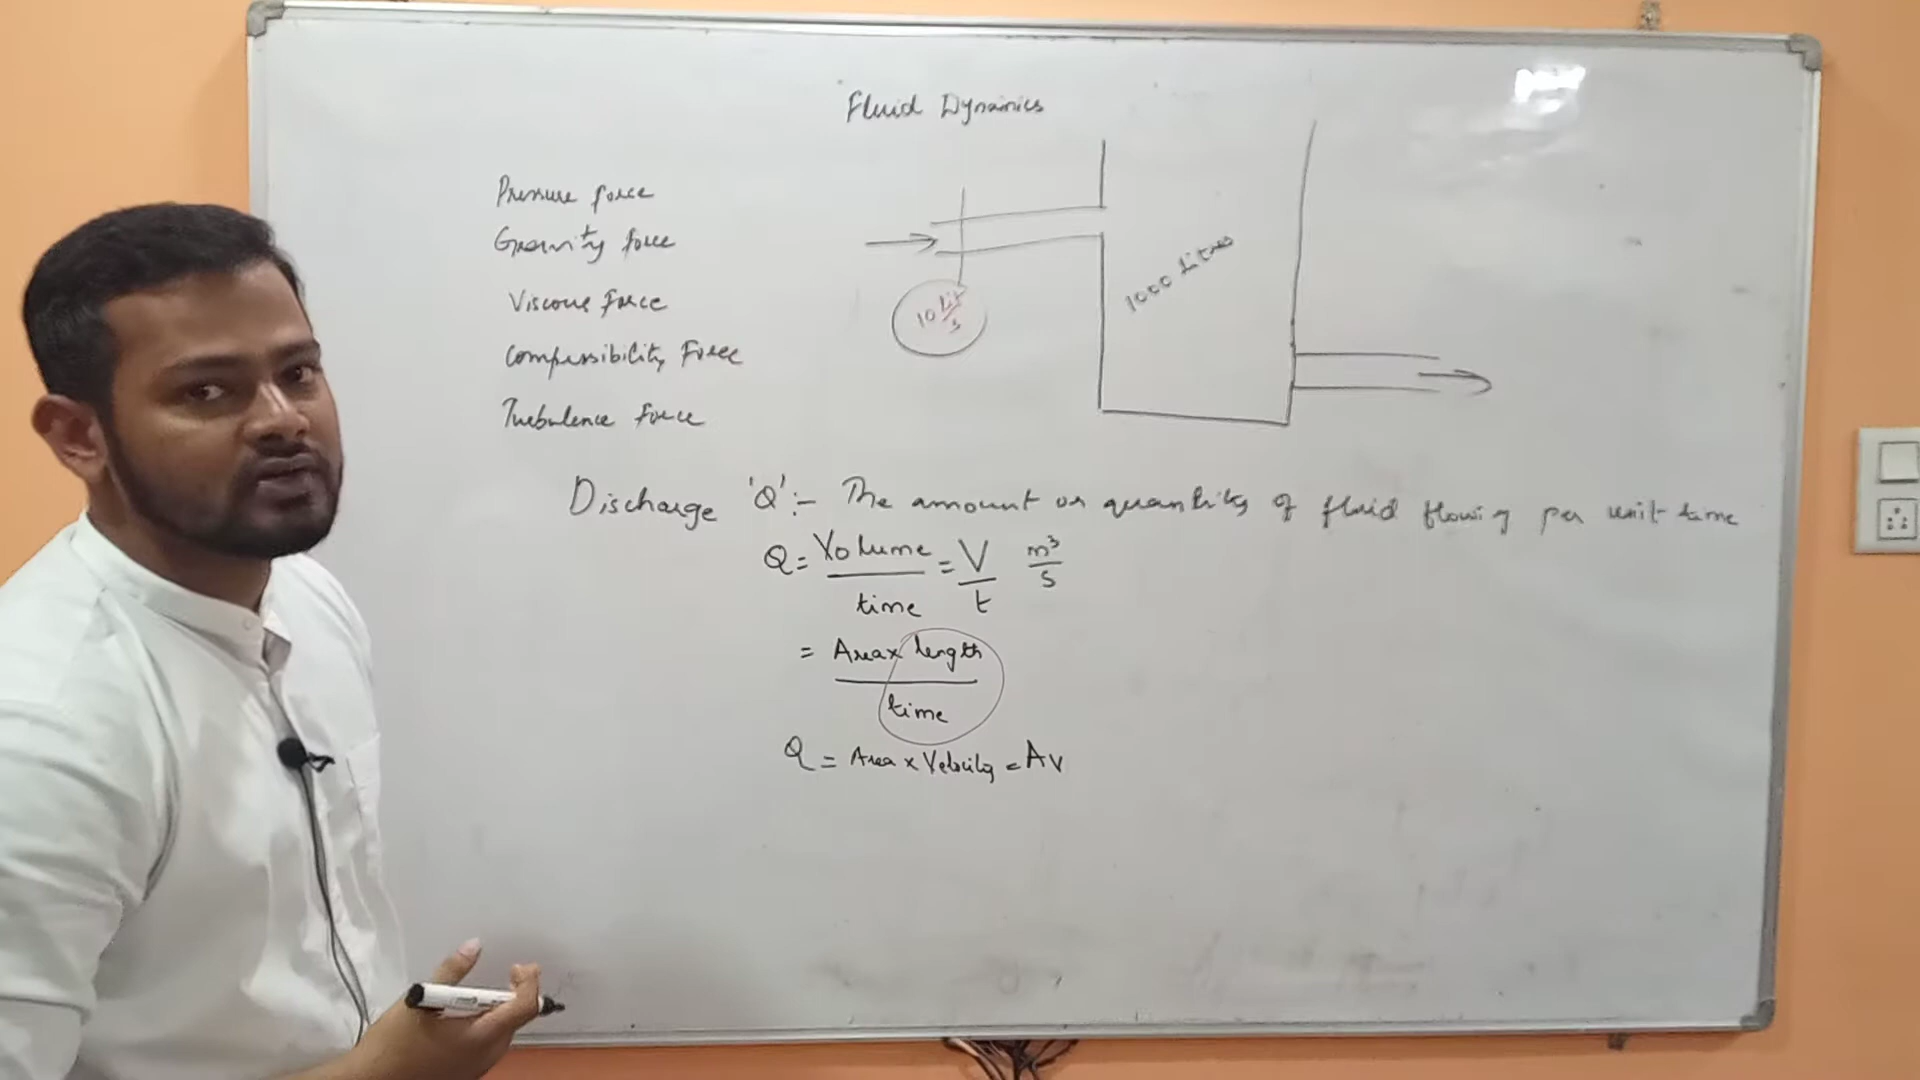 Fluid Dynamics
Pressure force
Gravity force
Viscous force
Compressibility Force
Turbulence force
10 Lit/s
1000 Litres
Discharge 'Q':- The amount or quantity of fluid flowing per unit time
Q = Volume/time = V/t m³/s
= Area x length/time
Q = Area x Velocity = AV